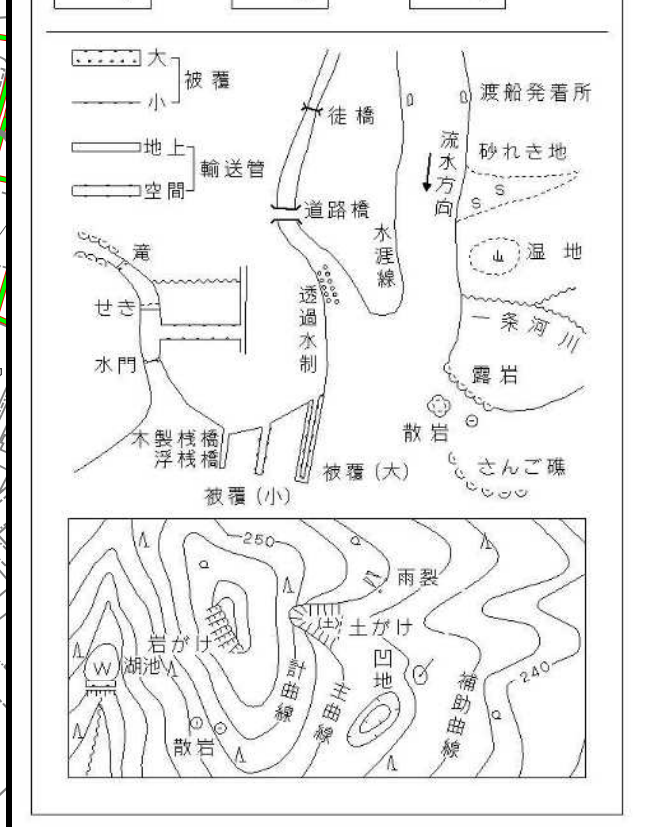 大
小
被覆
地上
空間
輸送管
徒橋
渡船発着所
流水方向
砂れき地
S S
道路橋
水涯線
山
湿地
滝
せき
水門
透過水制
一条河川
露岩
散岩
さんご礁
木製桟橋
浮桟橋
被覆(大)
被覆(小)
250
雨裂
岩がけ
(土)
土がけ
W
湖池
計曲線
主曲線
凹地
補助曲線
240
散岩